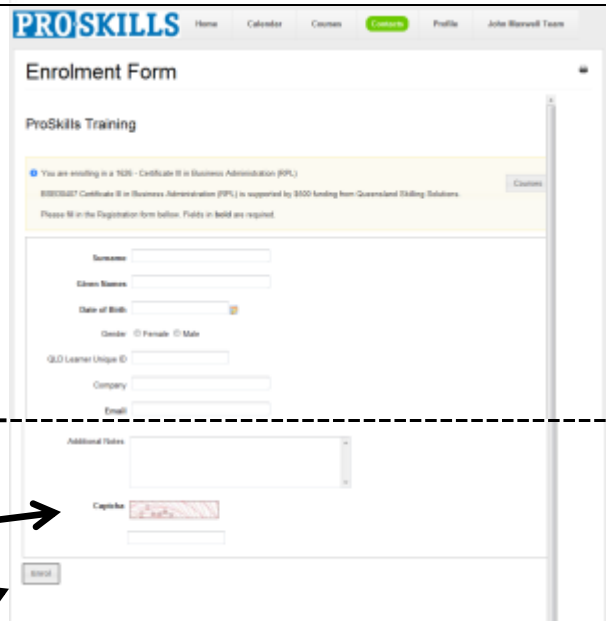 PROSKILLS
Home Calendar Courses Contacts Profile John Maxwell Team
Enrolment Form
ProSkills Training
You are enrolling in a 1626 - Certificate III in Business Administration (RPL)
Courses
Certificate III in Business Administration (RPL) is supported by $500 funding from Queensland Skilling Solutions.
Please fill in the Registration form bellow. Fields in bold are required.
Surname
Given Names
Date of Birth
Gender Female Male
QLD Learner Unique ID
Company
Email
Additional Notes
Captcha
Enrol